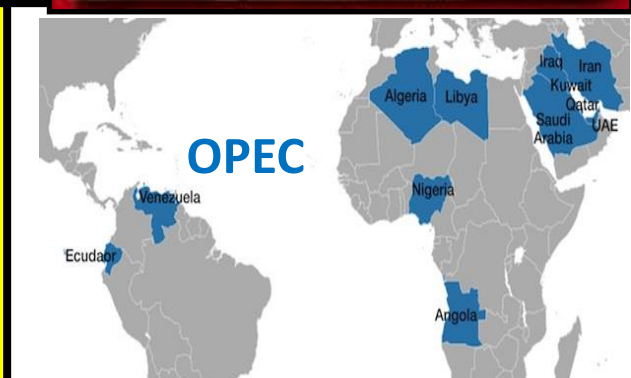 Iraq
Iran
Kuwait
Algeria
Libya
Qatar
Saudi
Arabia
UAE
OPEC
Nigeria
Venezuela
Ecudaor
Angola